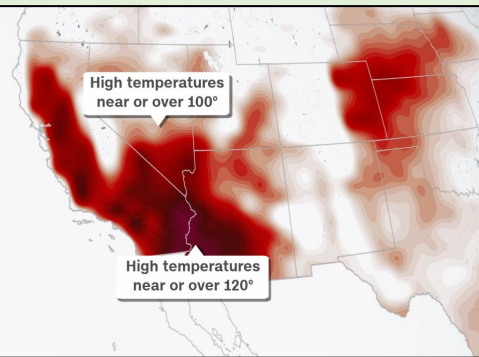 High temperatures
near or over 100°
High temperatures
near or over 120°